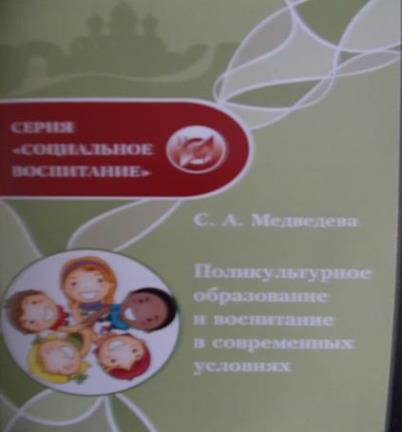 СЕРИЯ
«СОЦИАЛЬНОЕ
ВОСПИТАНИЕ»
С. А. Медведева
Поликультурное
образование
и воспитание
в современных
условиях